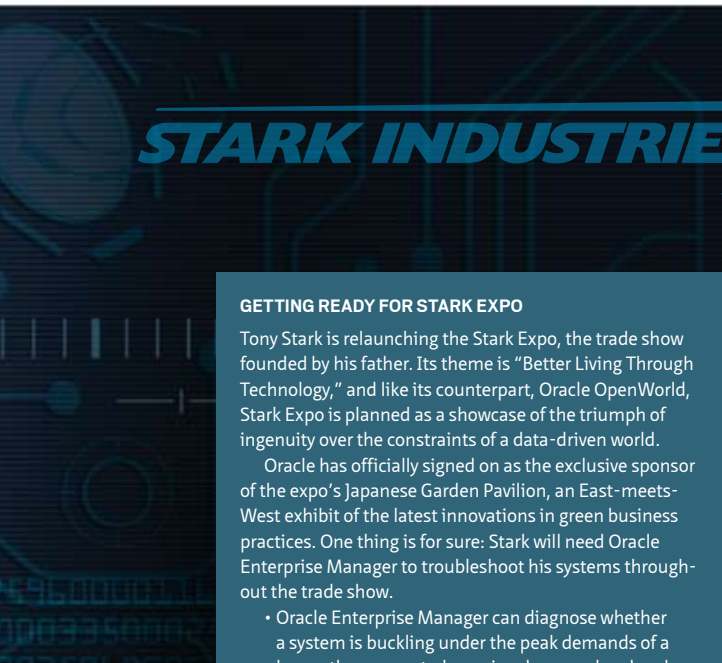 STARK INDUSTRIE
GETTING READY FOR STARK EXPO
Tony Stark is relaunching the Stark Expo, the trade show
founded by his father. Its theme is “Better Living Through
Technology,” and like its counterpart, Oracle OpenWorld,
Stark Expo is planned as a showcase of the triumph of
ingenuity over the constraints of a data-driven world.
Oracle has officially signed on as the exclusive sponsor
of the expo’s Japanese Garden Pavilion, an East-meets-
West exhibit of the latest innovations in green business
practices. One thing is for sure: Stark will need Oracle
Enterprise Manager to troubleshoot his systems through-
out the trade show.
• Oracle Enterprise Manager can diagnose whether
a system is buckling under the peak demands of a